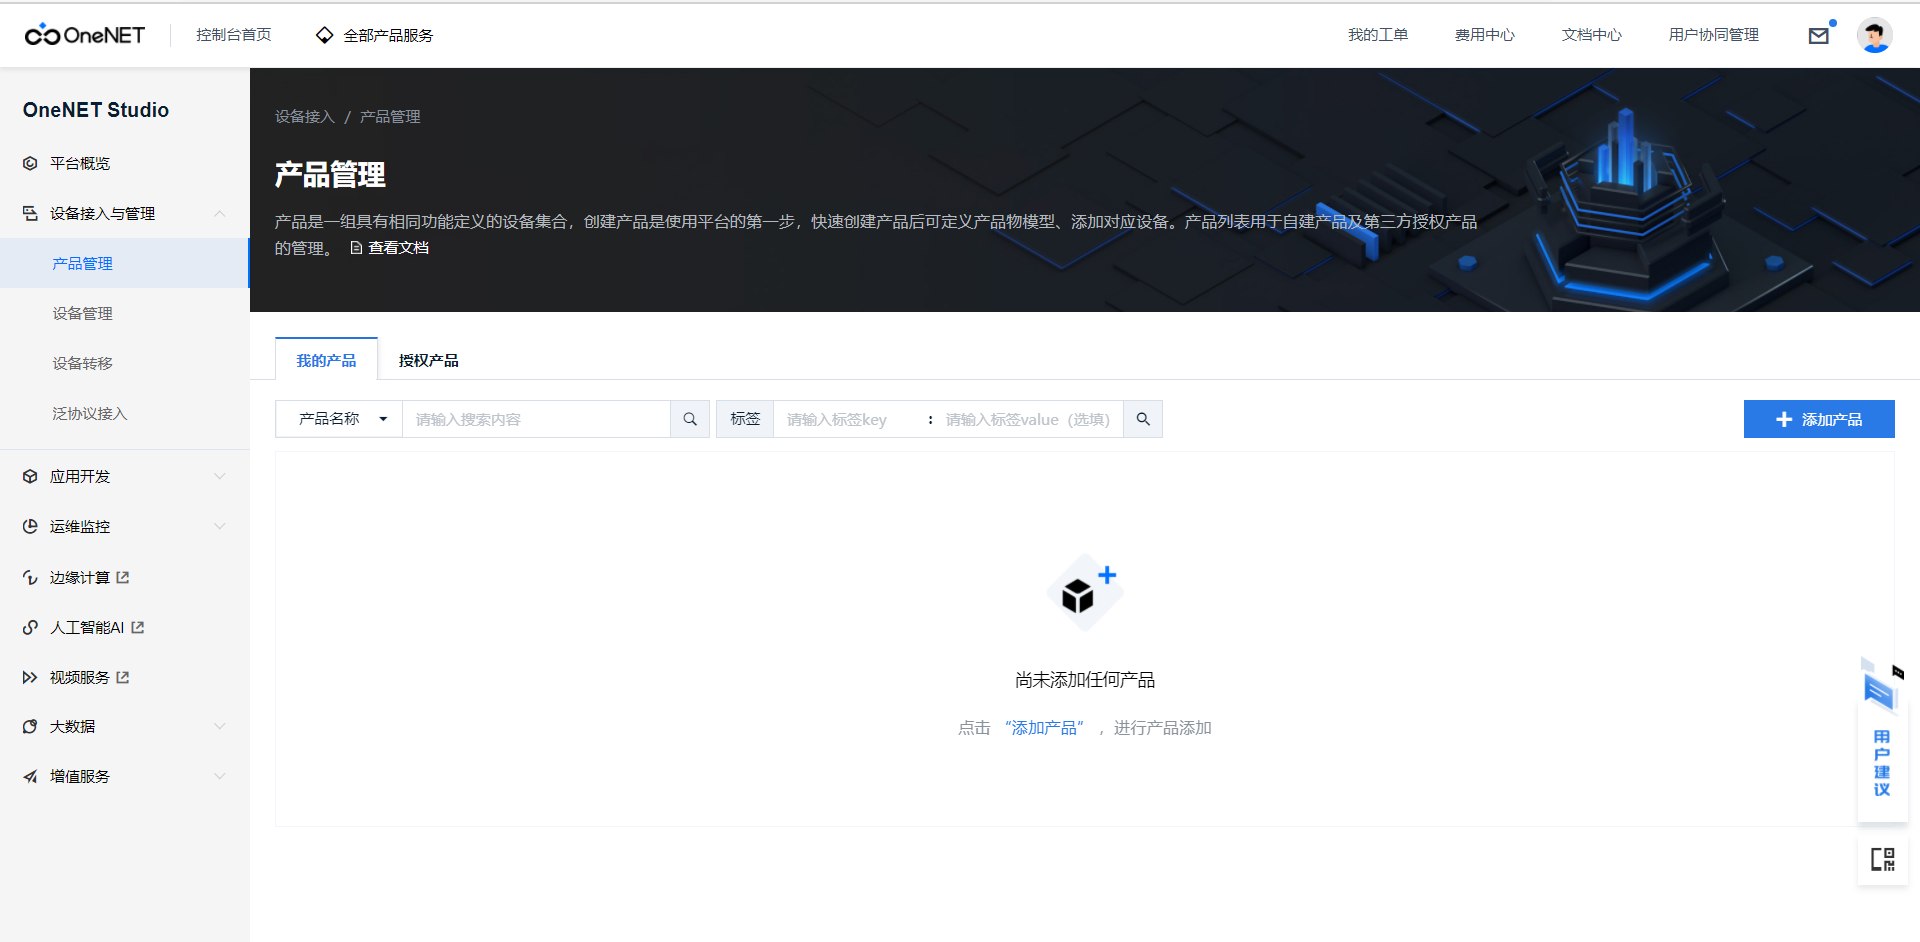 OneNET
控制台首页
全部产品服务
我的工单
费用中心
文档中心
用户协同管理
OneNET Studio
平台概览
设备接入与管理
产品管理
设备管理
设备转移
泛协议接入
应用开发
运维监控
边缘计算
人工智能AI
视频服务
大数据
增值服务
设备接入 / 产品管理
产品管理
产品是一组具有相同功能定义的设备集合，创建产品是使用平台的第一步，快速创建产品后可定义产品物模型、添加对应设备。产品列表用于自建产品及第三方授权产品
的管理。 查看文档
我的产品
授权产品
产品名称
请输入搜索内容
标签
请输入标签key
:
请输入标签value（选填）
添加产品
尚未添加任何产品
点击 “添加产品” ，进行产品添加
用户建议